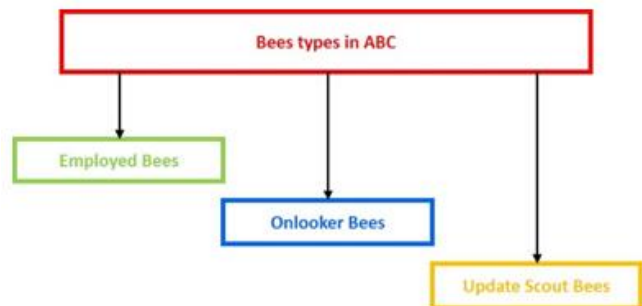 Bees types in ABC
Employed Bees
Onlooker Bees
Update Scout Bees